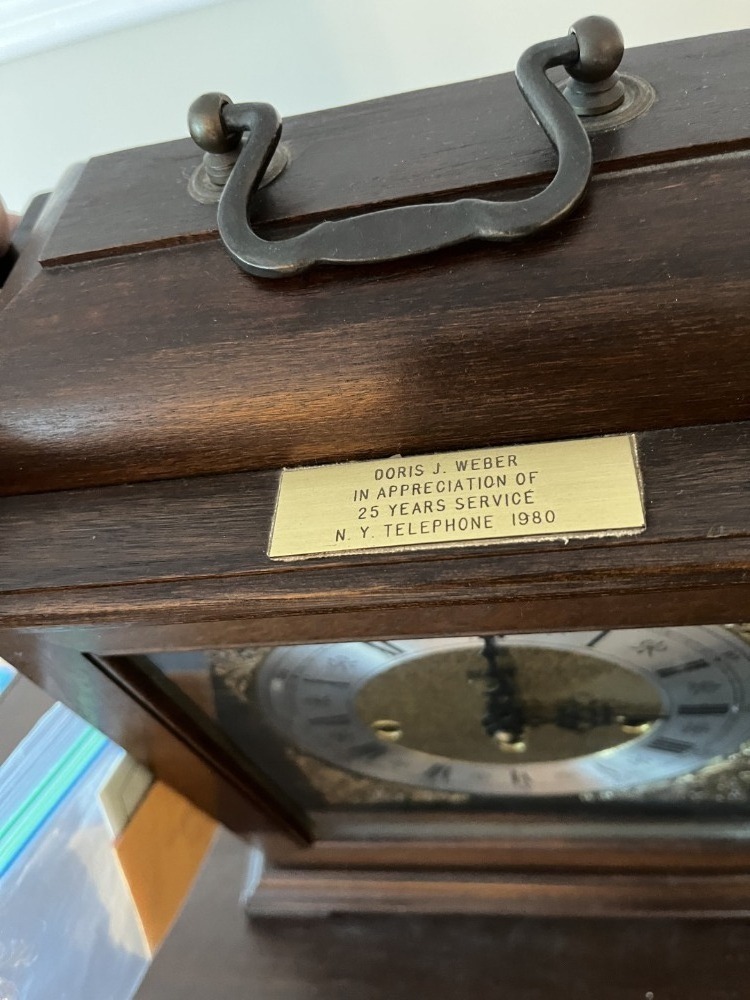 DORIS J. WEBER
IN APPRECIATION OF
25 YEARS SERVICE
N. Y. TELEPHONE 1980